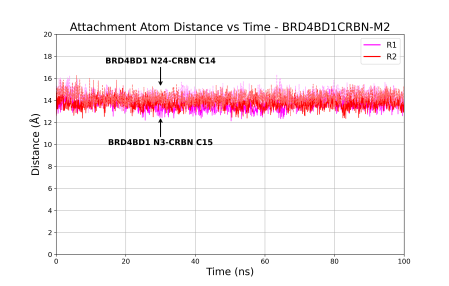 Attachment Atom Distance vs Time - BRD4BD1CRBN-M2
R1
R2
BRD4BD1 N24-CRBN C14
BRD4BD1 N3-CRBN C15
Distance (Å)
20
18
16
14
12
10
8
6
4
2
0
0
20
40
60
80
100
Time (ns)